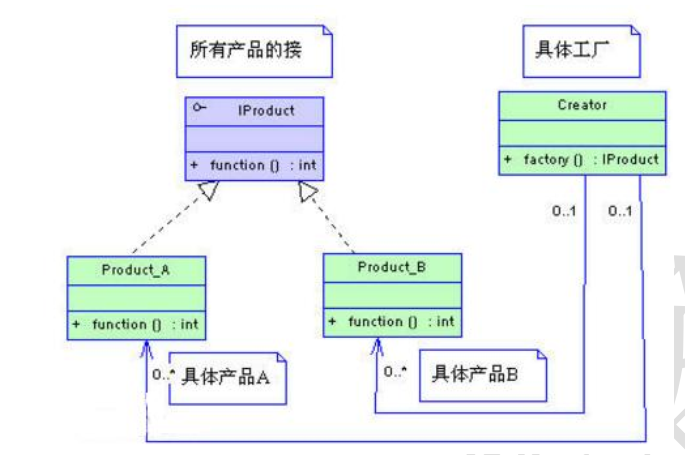 所有产品的接
具体工厂
IProduct
+ function () : int
Creator
+ factory () : IProduct
0..1
0..1
Product_A
+ function () : int
Product_B
+ function () : int
0..*
具体产品A
0..*
具体产品B